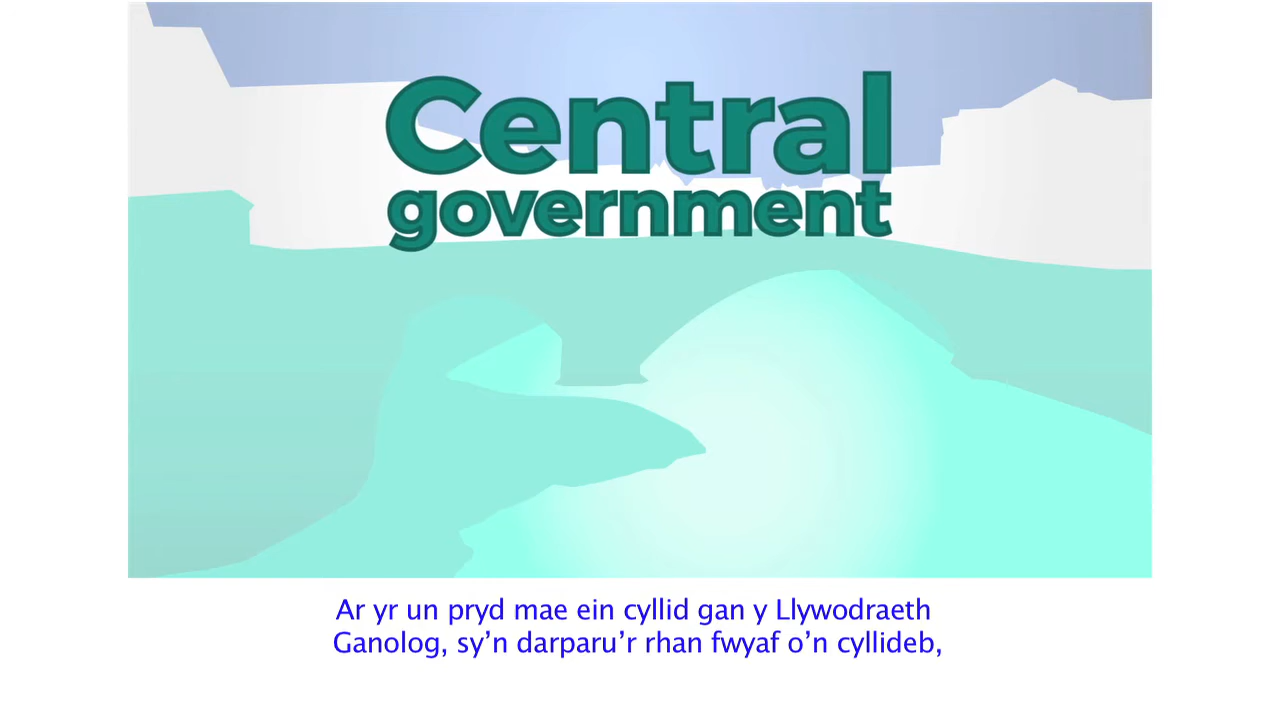 Central
government
Ar yr un pryd mae ein cyllid gan y Llywodraeth
Ganolog, sy’n darparu’r rhan fwyaf o’n cyllideb,